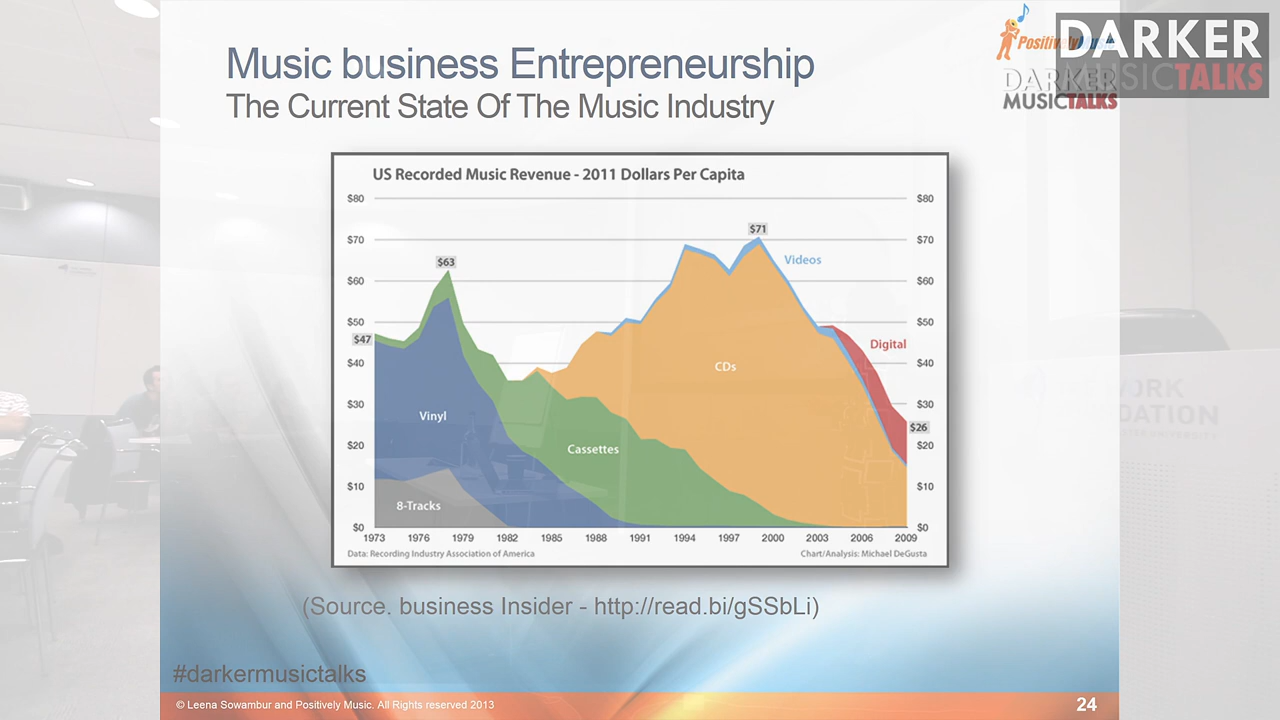 Music business Entrepreneurship
The Current State Of The Music Industry
PositivelyMusic
DARKER
MUSICTALKS
DARKER
MUSICTALKS
US Recorded Music Revenue - 2011 Dollars Per Capita
$80 $80
$71
$70 $70
Videos
$63
$60 $60
$50 $50
$47
Digital
$40 $40
CDs
$30 $30
Vinyl
$26
$20 $20
Cassettes
$10 $10
8-Tracks
$0 $0
1973 1976 1979 1982 1985 1988 1991 1994 1997 2000 2003 2006 2009
Data: Recording Industry Association of America Chart/Analysis: Michael DeGusta
(Source. business Insider - http://read.bi/gSSbLi)
#darkermusictalks
© Leena Sowambur and Positively Music. All Rights reserved 2013
24